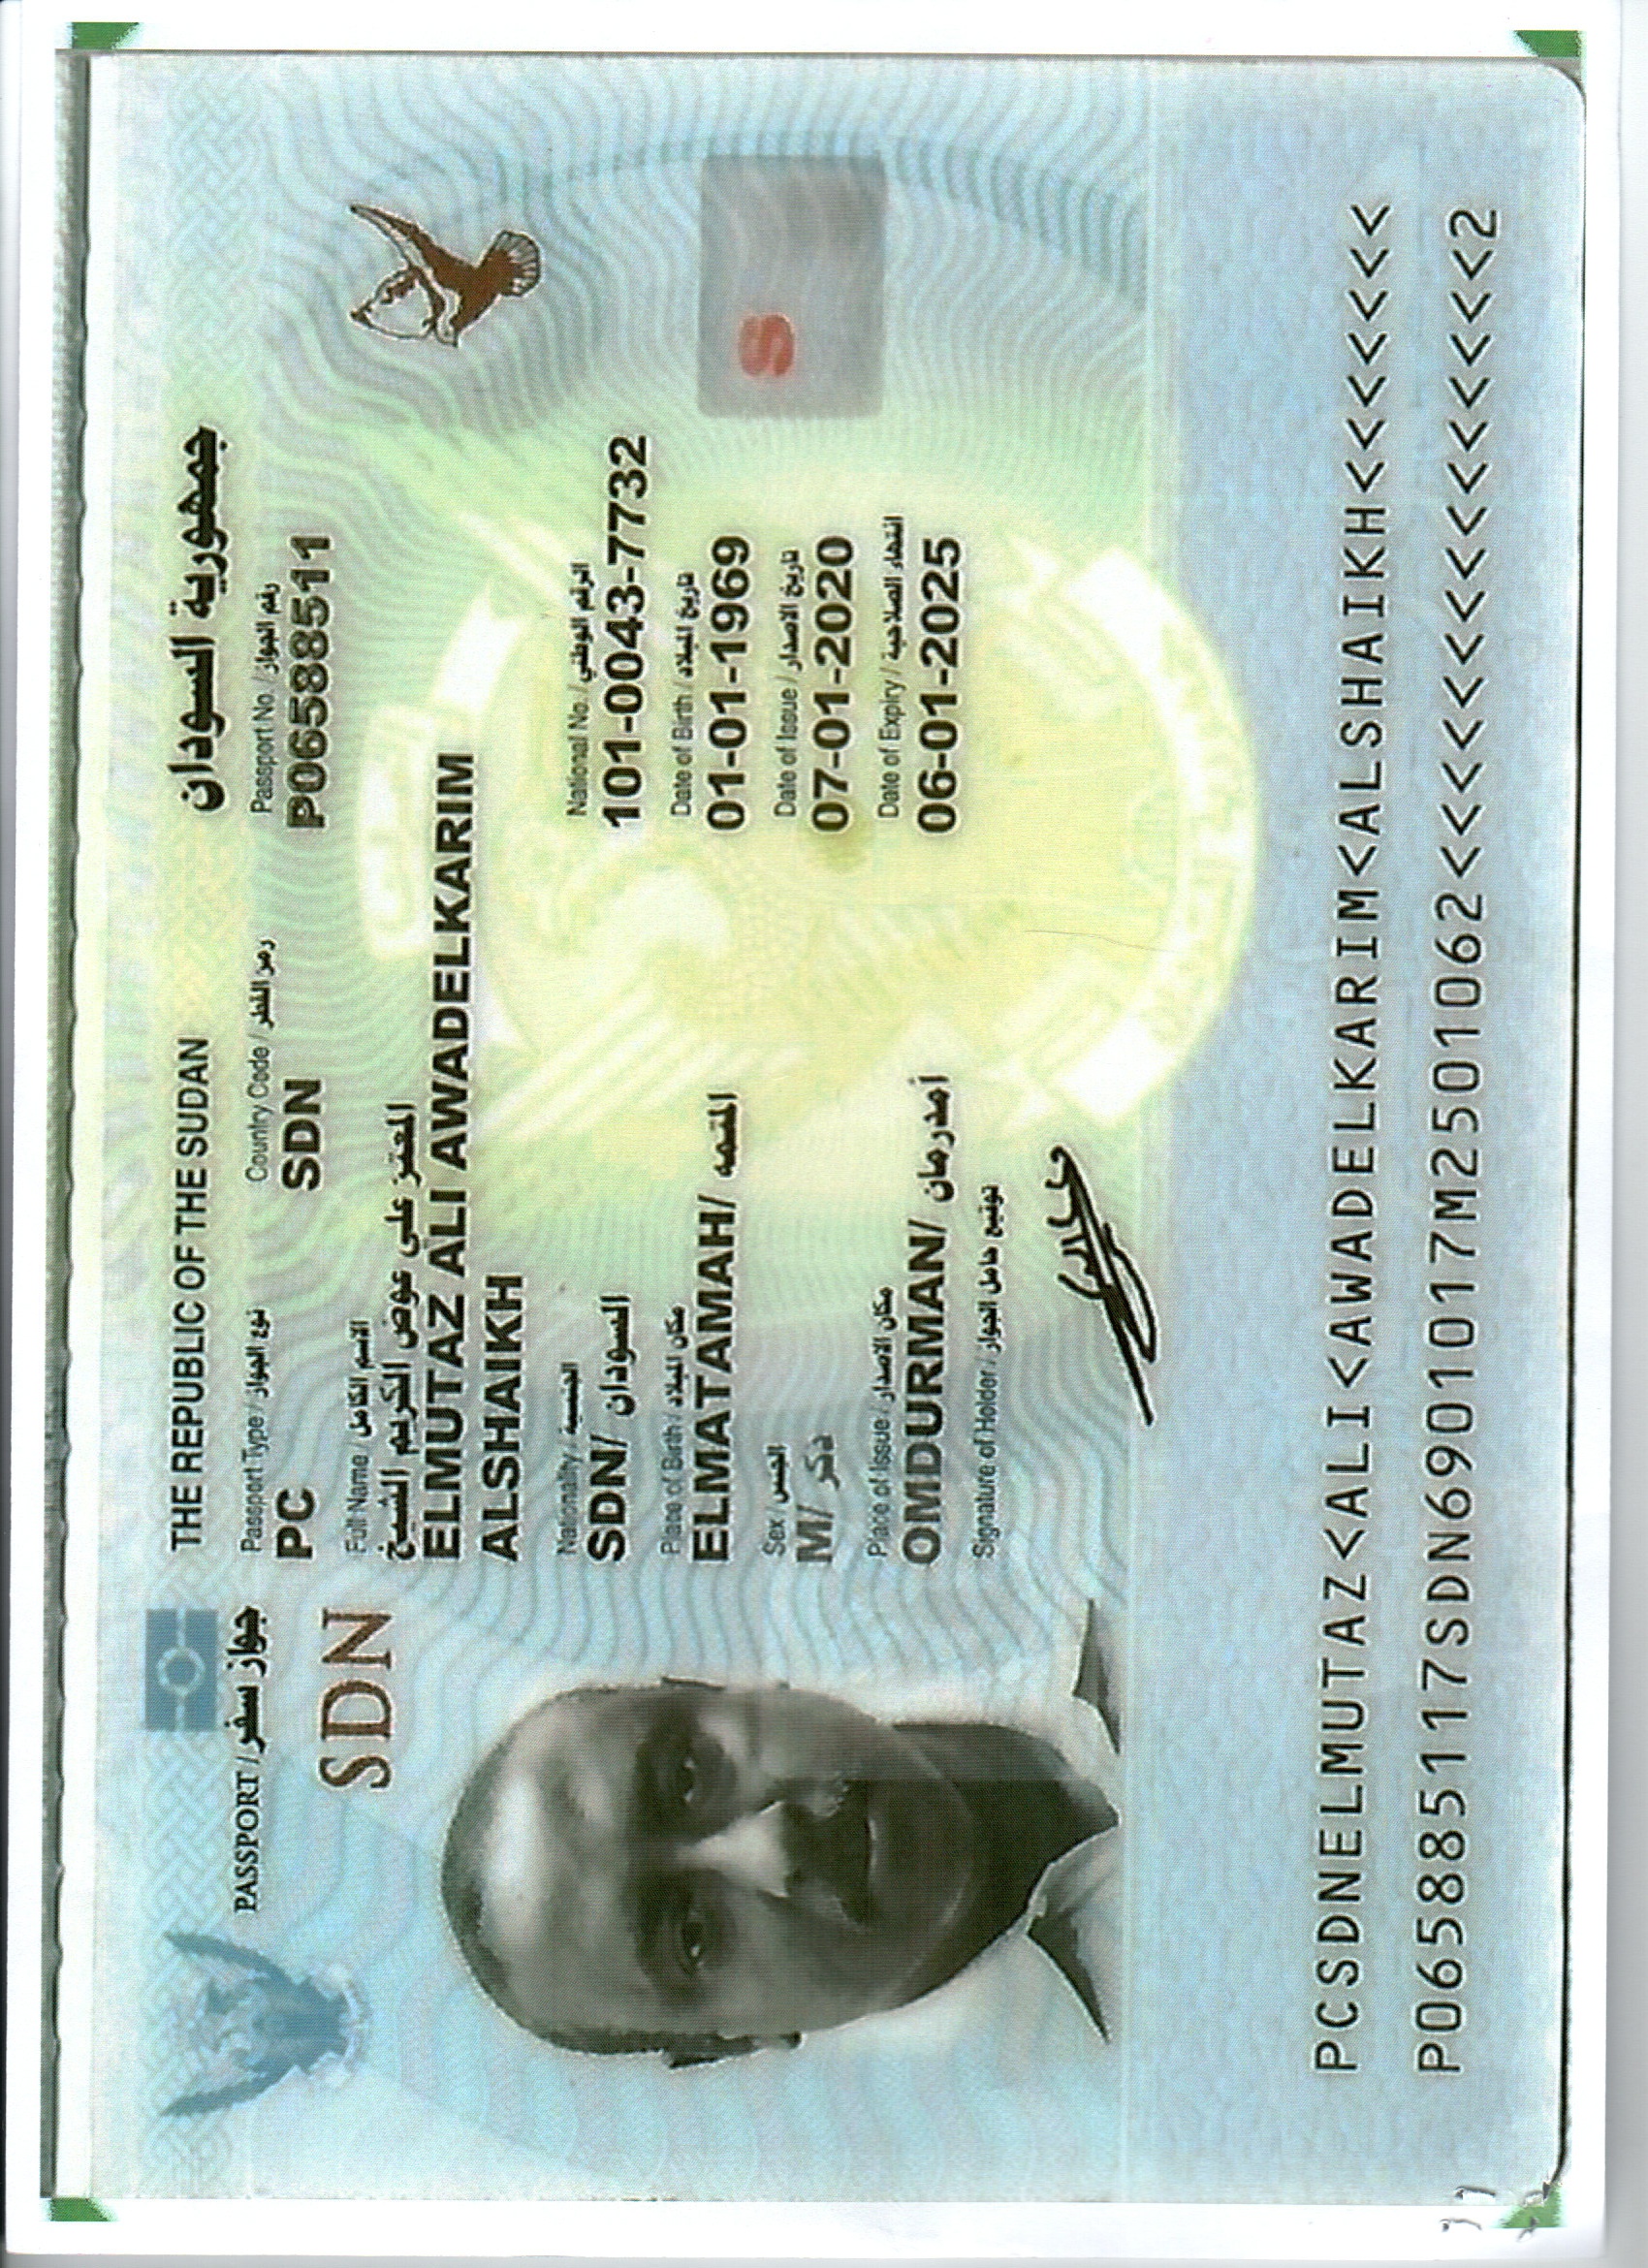 PASSPORT / جواز سفر
SDN
THE REPUBLIC OF THE SUDAN
جمهورية السودان
Passport Type / نوع الجواز
Country Code / رمز القطر
Passport No. / رقم الجواز
PC
SDN
P06588511
Full Name / الاسم الكامل
المعتز على عوض الكريم الشيخ
ELMUTAZ ALI AWADELKARIM
ALSHAIKH
Nationality / الجنسية
National No. / الرقم الوطني
SDN/ السودان
101-0043-7732
Place of Birth / مكان الميلاد
Date of Birth / تاريخ الميلاد
ELMATAMAH/ المتمه
01-01-1969
Sex / الجنس
Date of Issue / تاريخ الاصدار
M/ ذكر
07-01-2020
Place of Issue / مكان الاصدار
Date of Expiry / انتهاء الصلاحية
OMDURMAN/ أمدرمان
06-01-2025
Signature of Holder / توقيع حامل الجواز
S
PCSDNELMUTAZ<ALI<AWADELKARIM<ALSHAIKH<<<<<<<
P065885117SDN6901017M2501062<<<<<<<<<<<<<<<2